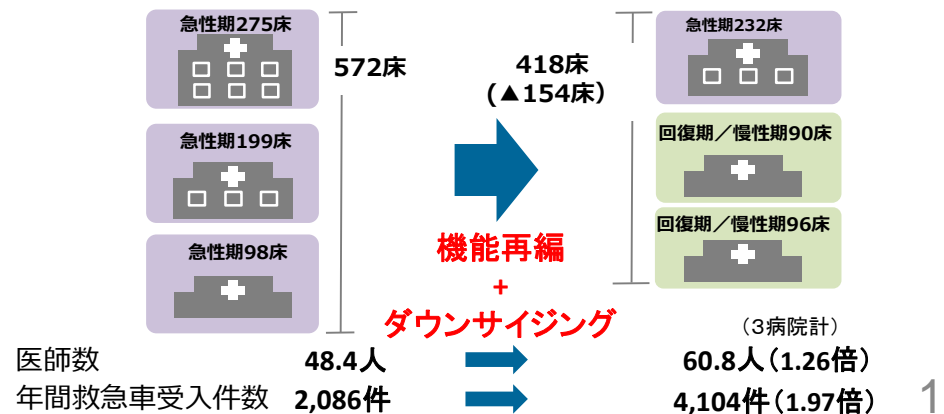 急性期275床
572床
急性期199床
急性期98床
418床
(▲154床）
急性期232床
回復期／慢性期90床
回復期／慢性期96床
機能再編
+
ダウンサイジング
（3病院計）
医師数 48.4人 60.8人（1.26倍）
年間救急車受入件数 2,086件 4,104件（1.97倍）
1